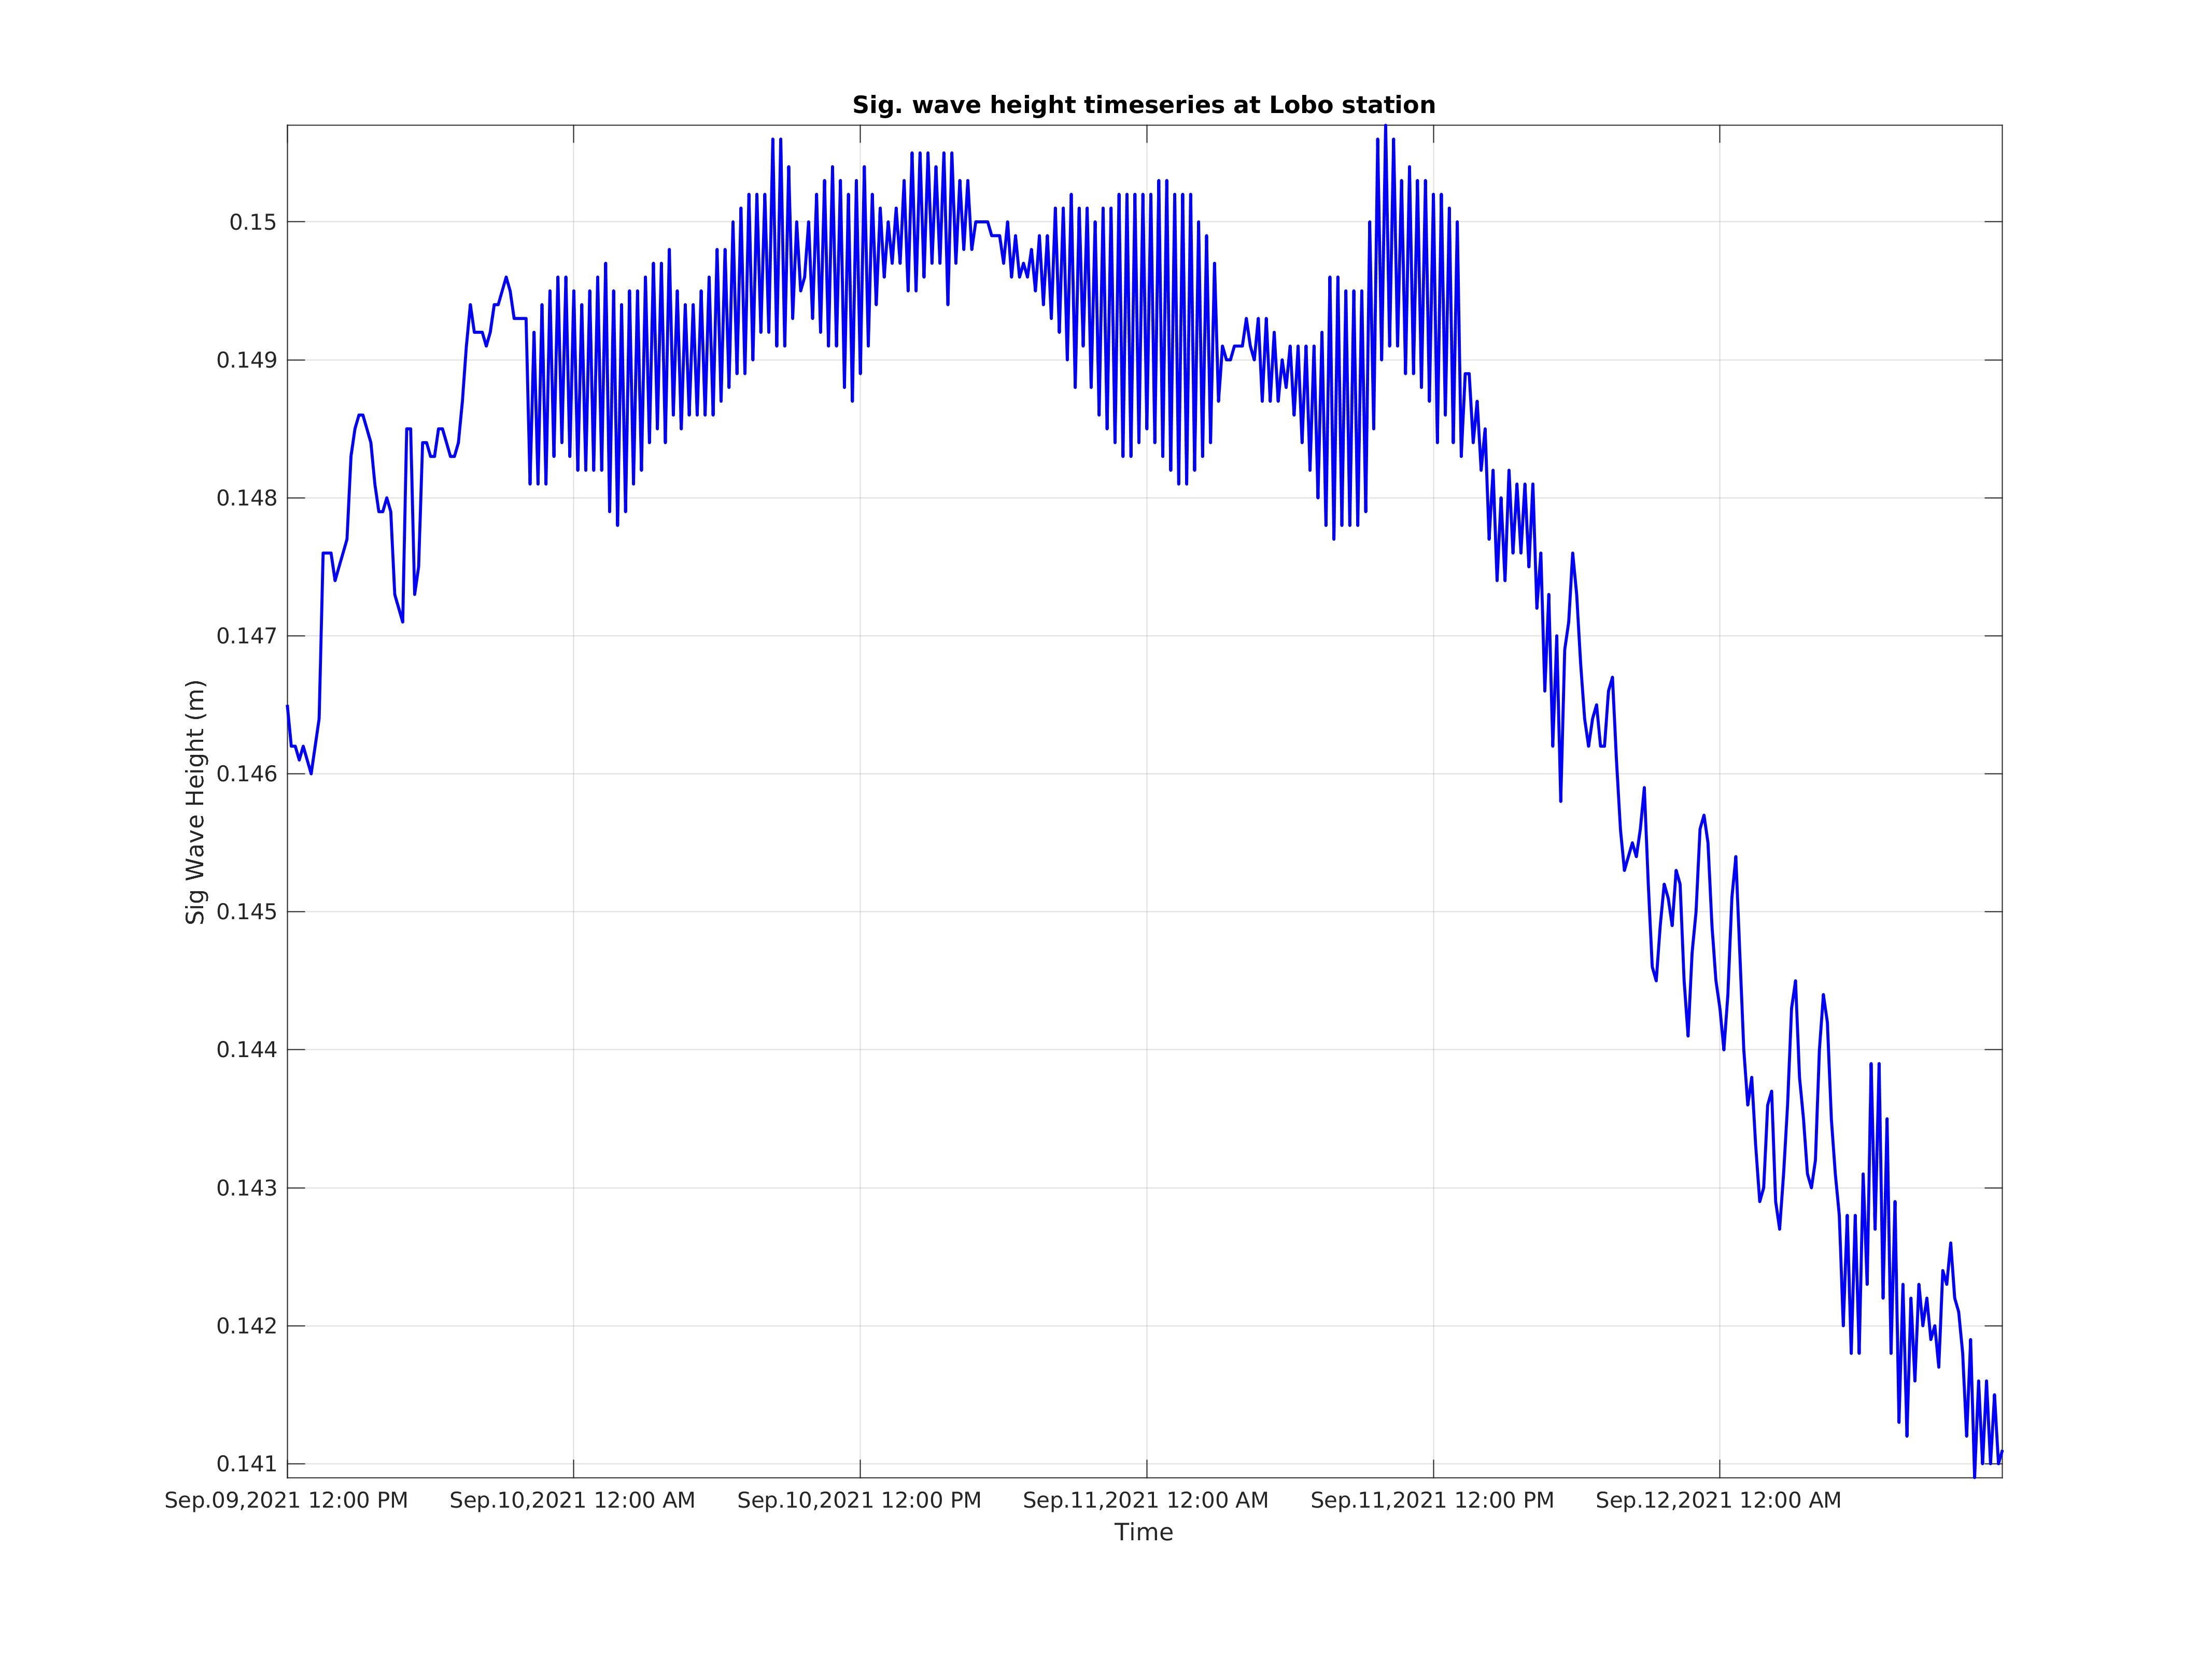 Sig. wave height timeseries at Lobo station
0.15
0.149
0.148
0.147
0.146
0.145
0.144
0.143
0.142
0.141
Sig Wave Height (m)
Sep.09,2021 12:00 PM
Sep.10,2021 12:00 AM
Sep.10,2021 12:00 PM
Sep.11,2021 12:00 AM
Sep.11,2021 12:00 PM
Sep.12,2021 12:00 AM
Time